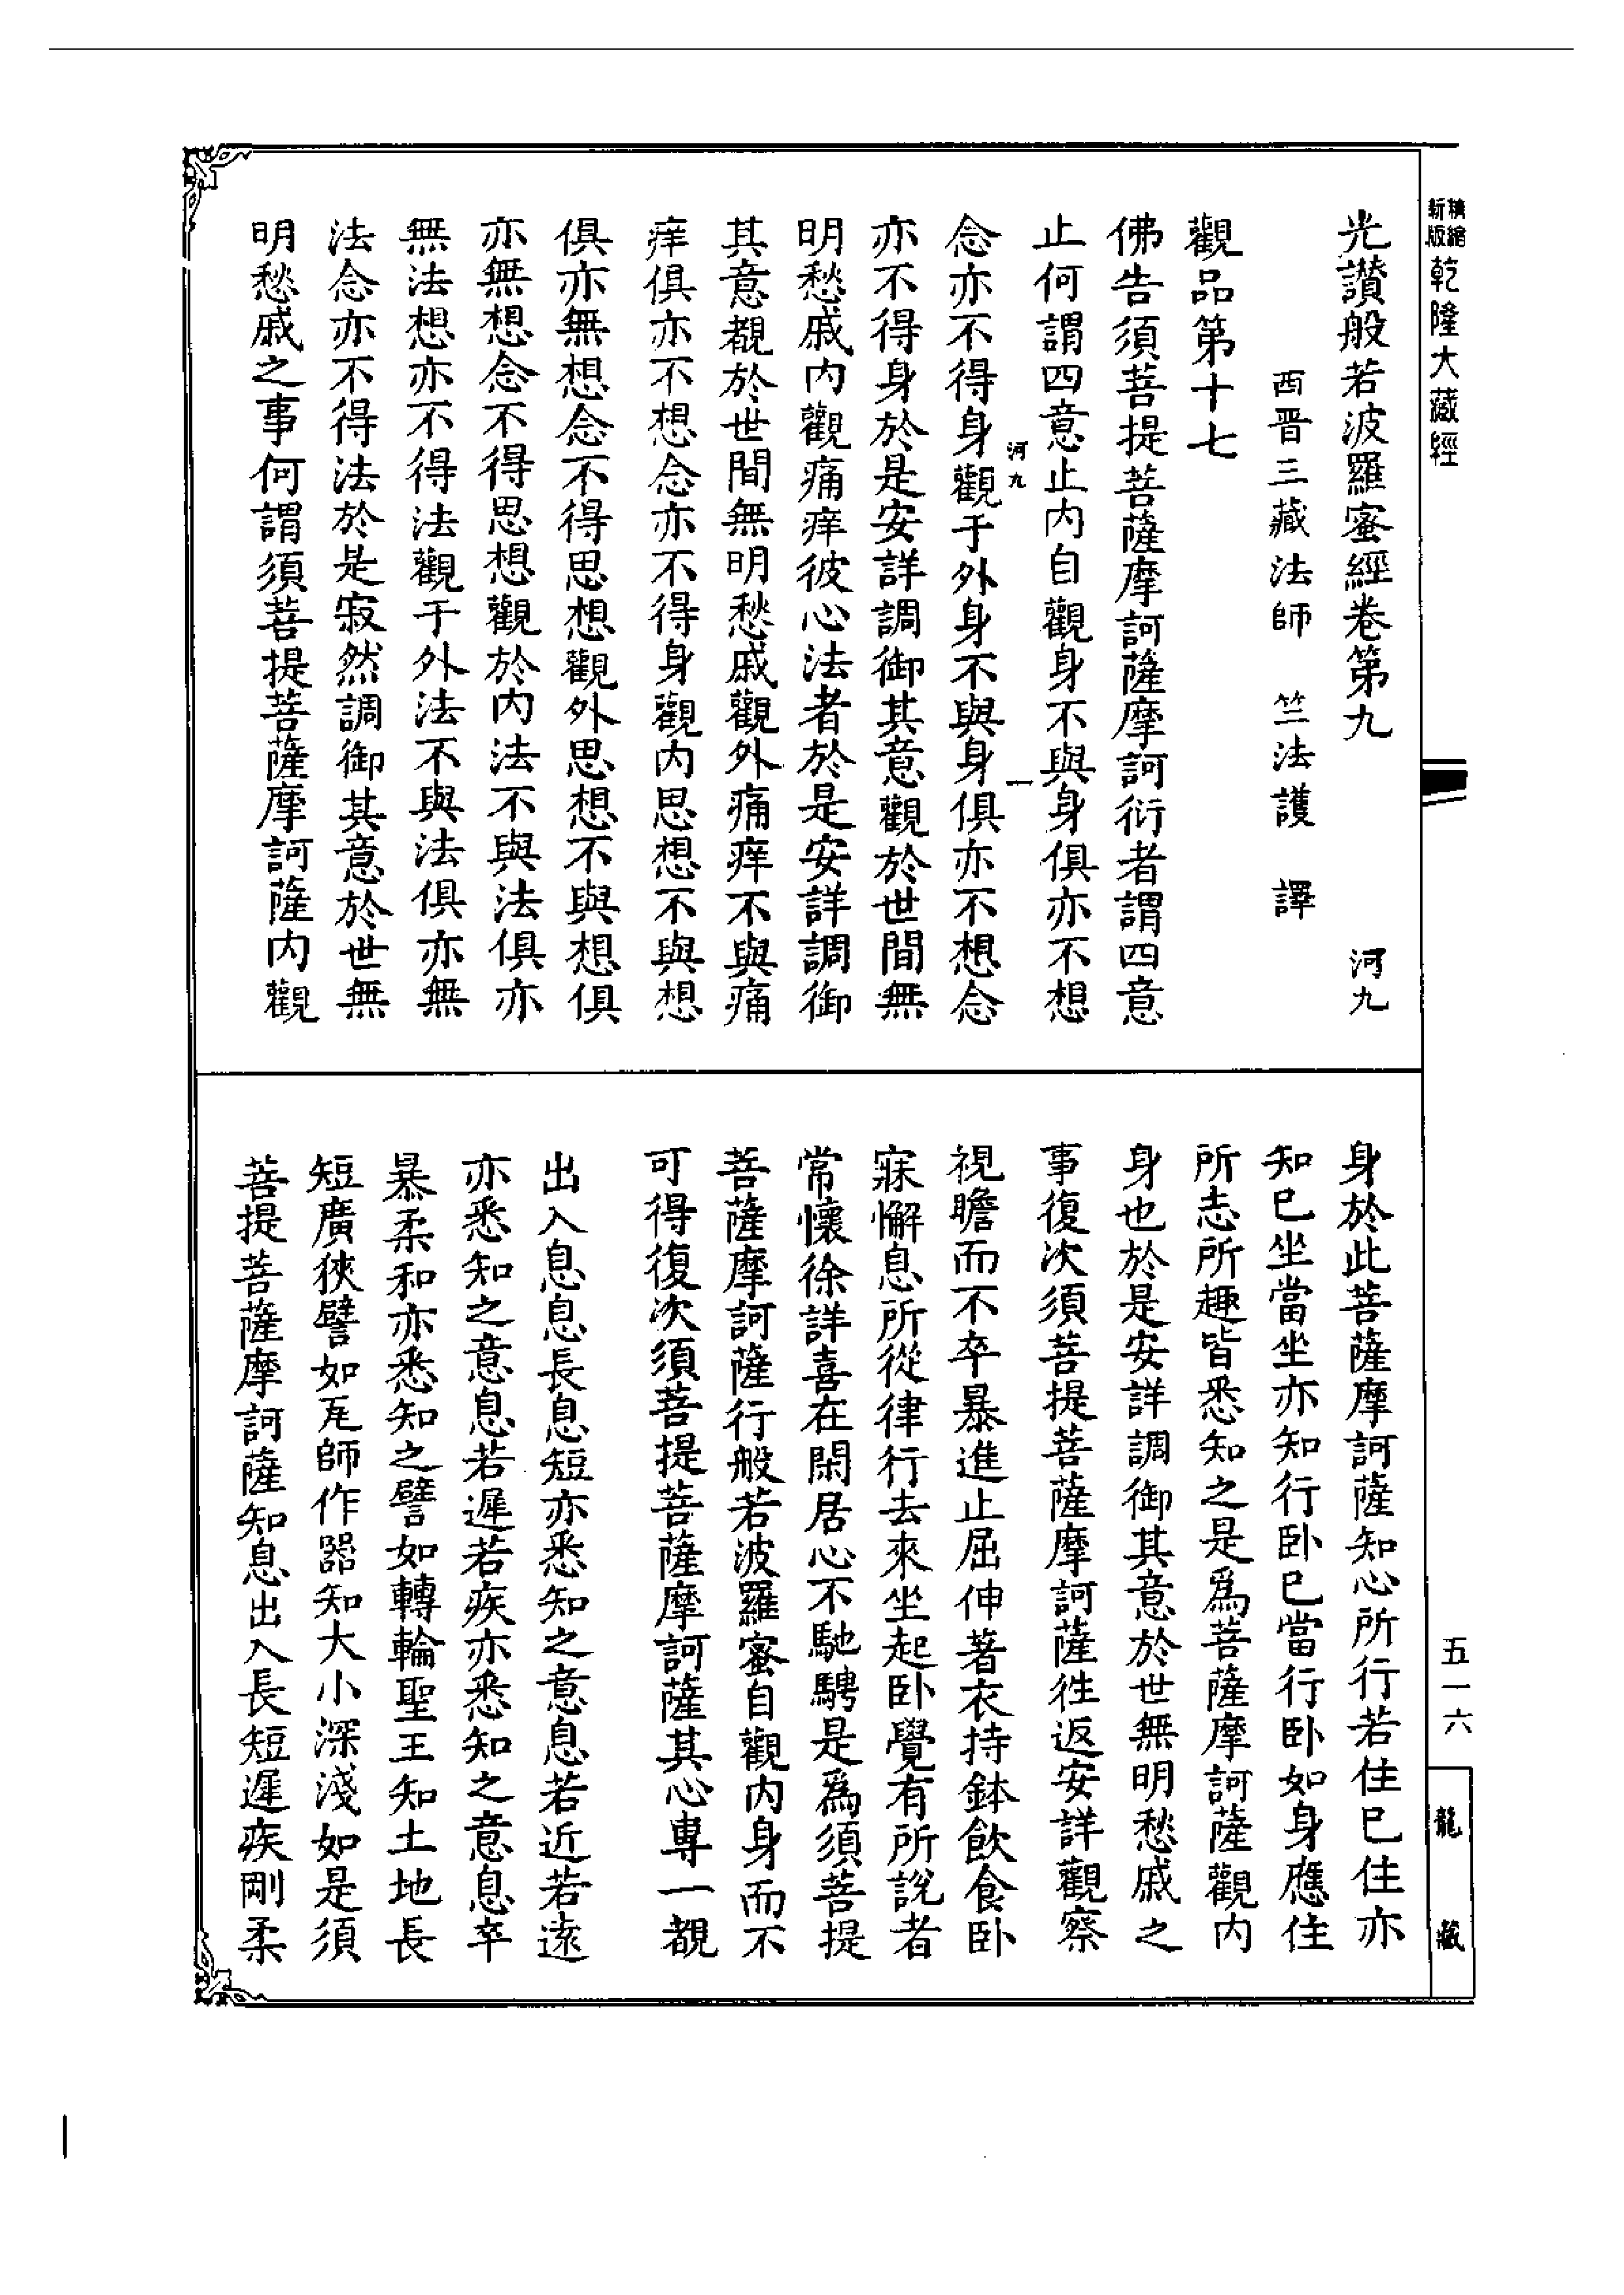 精縮新版乾隆大藏經
光讚般若波羅蜜經卷第九 河九
西晋三藏法師 竺法護 譯
觀品第十七
佛告須菩提菩薩摩訶薩摩訶衍者謂四意
止何謂四意止内自觀身不與身俱亦不想
河九 一
念亦不得身觀于外身不與身俱亦不想念
亦不得身於是安詳調御其意觀於世間無
明愁戚内觀痛痒彼心法者於是安詳調御
其意覩於世間無明愁戚觀外痛痒不與痛
痒俱亦不想念亦不得身觀内思想不與想
俱亦無想念不得思想觀外思想不與想俱
亦無想念不得思想觀於内法不與法俱亦
無法想亦不得法觀于外法不與法俱亦無
法念亦不得法於是寂然調御其意於世無
明愁戚之事何謂須菩提菩薩摩訶薩内觀
身於此菩薩摩訶薩知心所行若住巳住亦
知巳坐當坐亦知行卧巳當行卧如身應住
所志所趣皆悉知之是爲菩薩摩訶薩觀内
身也於是安詳調御其意於世無明愁戚之
事復次須菩提菩薩摩訶薩徃返安詳觀察
視瞻而不卒暴進止屈伸著衣持鉢飲食卧
寐懈息所從律行去來坐起卧覺有所說者
常懷徐詳喜在閑居心不馳騁是爲須菩提
菩薩摩訶薩行般若波羅蜜自觀内身而不
可得復次須菩提菩薩摩訶薩其心専一覩
出入息息長息短亦悉知之意息若近若遠
亦悉知之意息若遲若疾亦悉知之意息卒
暴柔和亦悉知之譬如轉輪聖王知土地長
短廣狹譬如瓦師作器知大小深淺如是須
菩提菩薩摩訶薩知息出入長短遲疾剛柔
五一六
龍藏